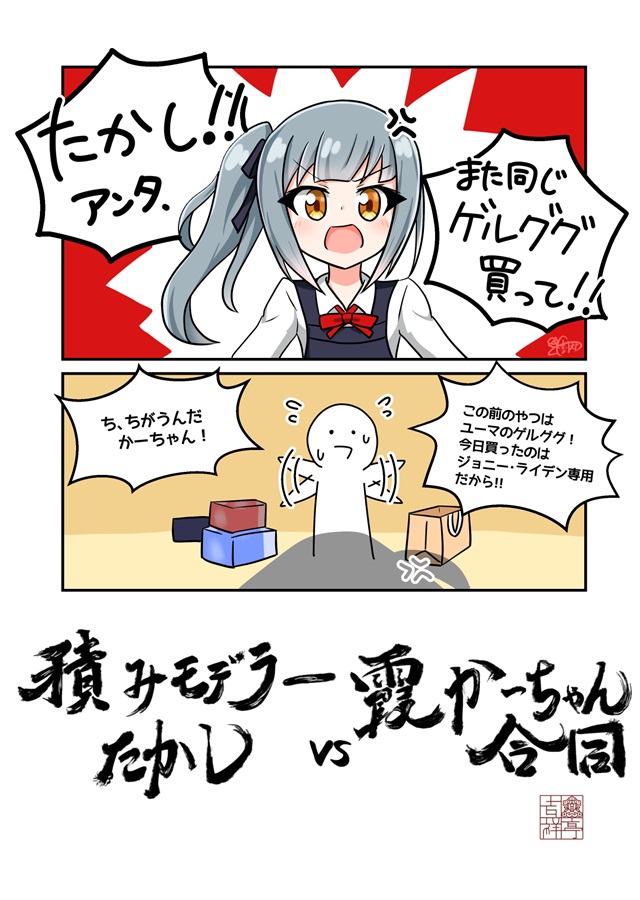 たかし!!
アンタ、
また同じ
ゲルググ
買って!!
ち、ちがうんだ
かーちゃん！
この前のやつは
ユーマのゲルググ！
今日買ったのは
ジョニー・ライデン専用
だから!!
積みモデラー
たかし
vs
霞かーちゃん
合同
吉祥
亭